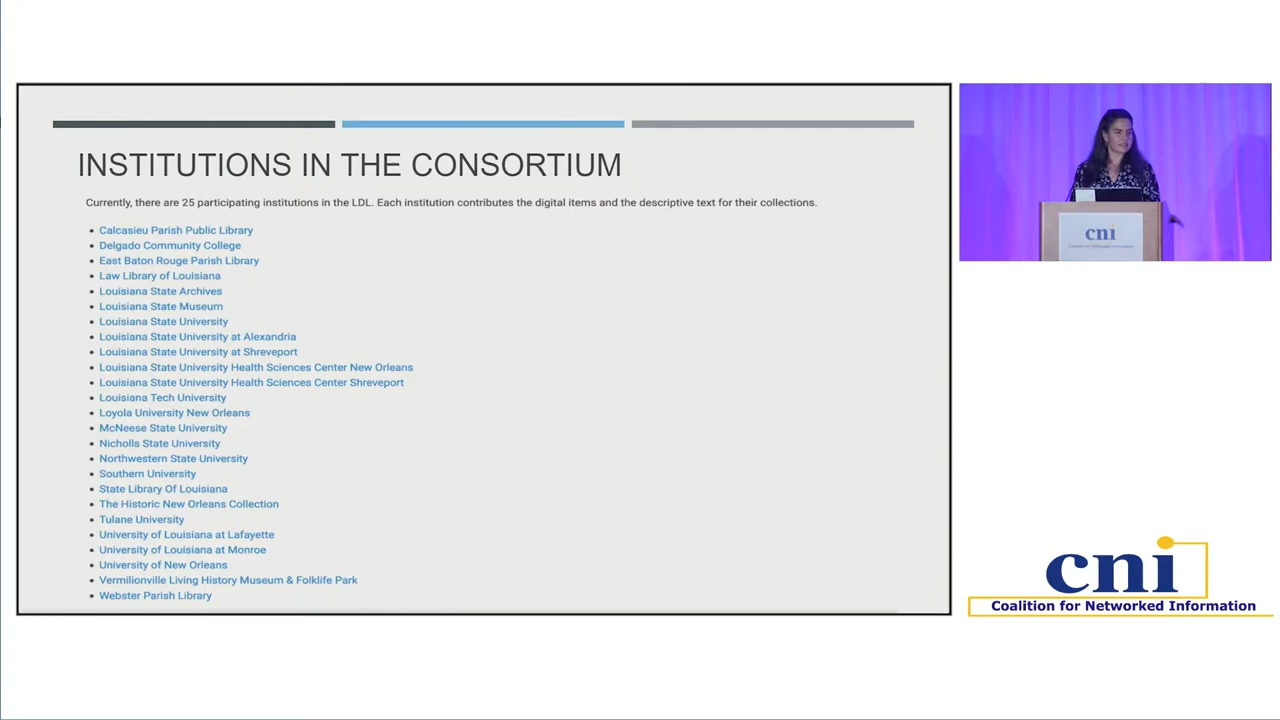 INSTITUTIONS IN THE CONSORTIUM
Currently, there are 25 participating institutions in the LDL. Each institution contributes the digital items and the descriptive text for their collections.
• Calcasieu Parish Public Library
• Delgado Community College
• East Baton Rouge Parish Library
• Law Library of Louisiana
• Louisiana State Archives
• Louisiana State Museum
• Louisiana State University
• Louisiana State University at Alexandria
• Louisiana State University at Shreveport
• Louisiana State University Health Sciences Center New Orleans
• Louisiana State University Health Sciences Center Shreveport
• Louisiana Tech University
• Loyola University New Orleans
• McNeese State University
• Nicholls State University
• Northwestern State University
• Southern University
• State Library Of Louisiana
• The Historic New Orleans Collection
• Tulane University
• University of Louisiana at Lafayette
• University of Louisiana at Monroe
• University of New Orleans
• Vermilionville Living History Museum & Folklife Park
• Webster Parish Library
cni
Coalition for Networked Information
cni
Coalition for Networked Information